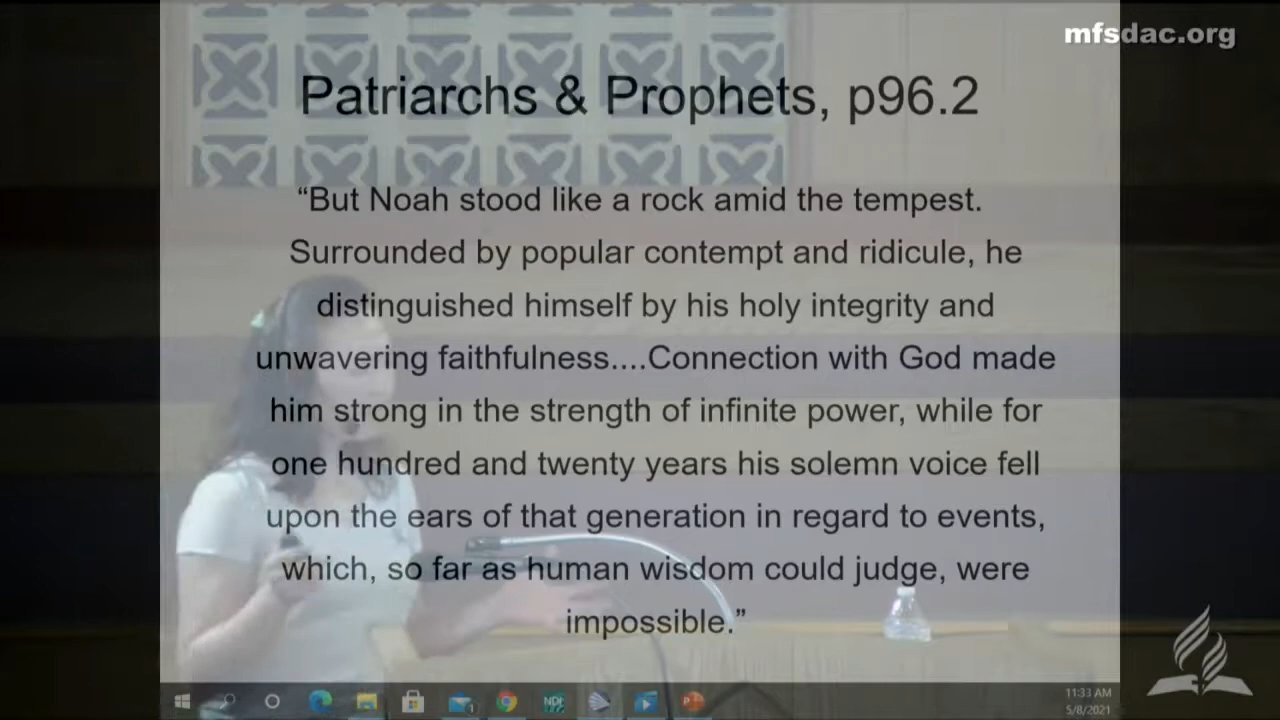 mfsdac.org
Patriarchs & Prophets, p96.2
“But Noah stood like a rock amid the tempest.
Surrounded by popular contempt and ridicule, he
distinguished himself by his holy integrity and
unwavering faithfulness....Connection with God made
him strong in the strength of infinite power, while for
one hundred and twenty years his solemn voice fell
upon the ears of that generation in regard to events,
which, so far as human wisdom could judge, were
impossible.”
NDI
11:33 AM
5/8/2021